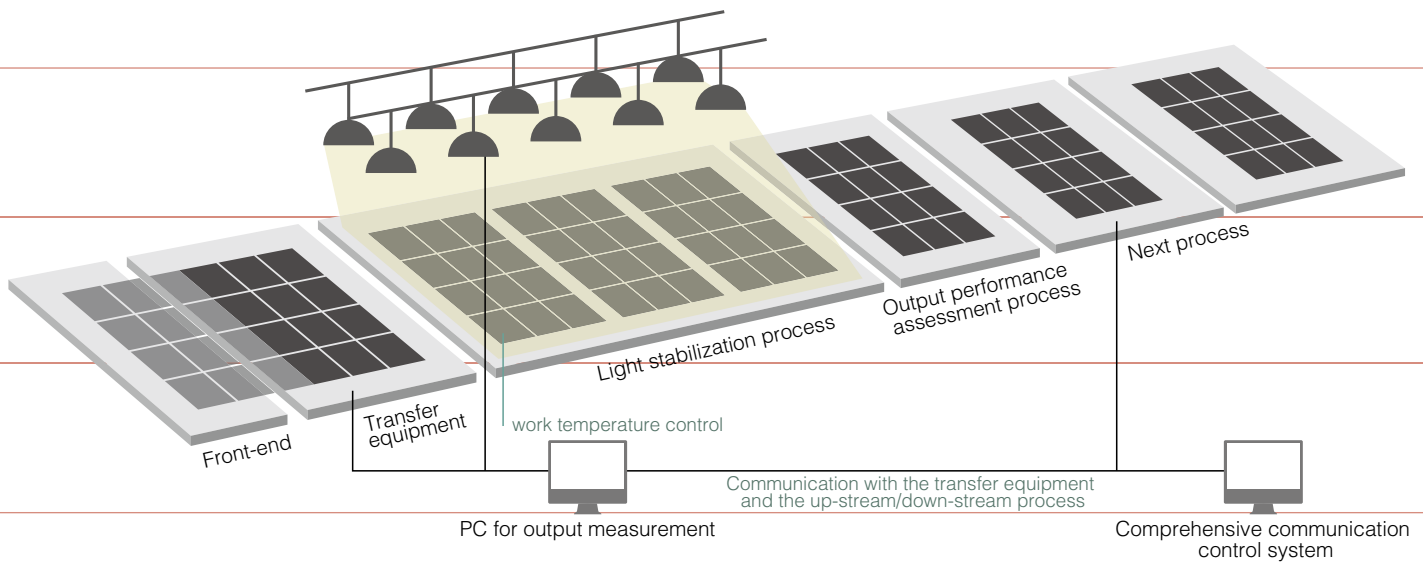 Next process
Output performance
assessment process
Light stabilization process
Transfer
equipment
Front-end
work temperature control
Communication with the transfer equipment
and the up-stream/down-stream process
PC for output measurement
Comprehensive communication
control system